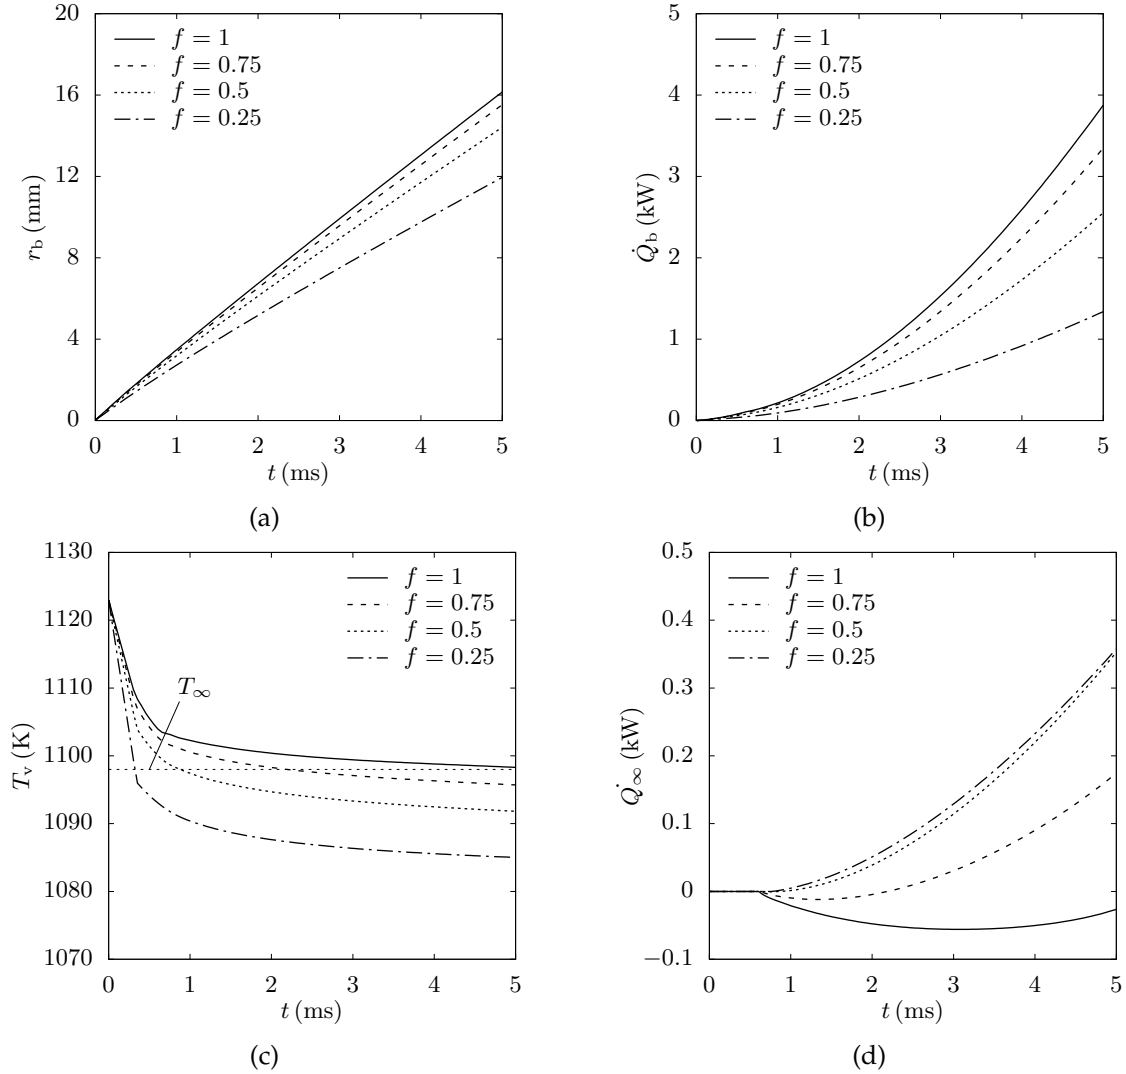 20
16
12
8
4
0
0 1 2 3 4 5
r_b (mm)
t (ms)
f = 1
f = 0.75
f = 0.5
f = 0.25
(a)
5
4
3
2
1
0
0 1 2 3 4 5
Q̇_b (kW)
t (ms)
f = 1
f = 0.75
f = 0.5
f = 0.25
(b)
1130
1120
1110
1100
1090
1080
1070
0 1 2 3 4 5
T_v (K)
t (ms)
f = 1
f = 0.75
f = 0.5
f = 0.25
T_∞
(c)
0.5
0.4
0.3
0.2
0.1
0
−0.1
0 1 2 3 4 5
Q̇_∞ (kW)
t (ms)
f = 1
f = 0.75
f = 0.5
f = 0.25
(d)